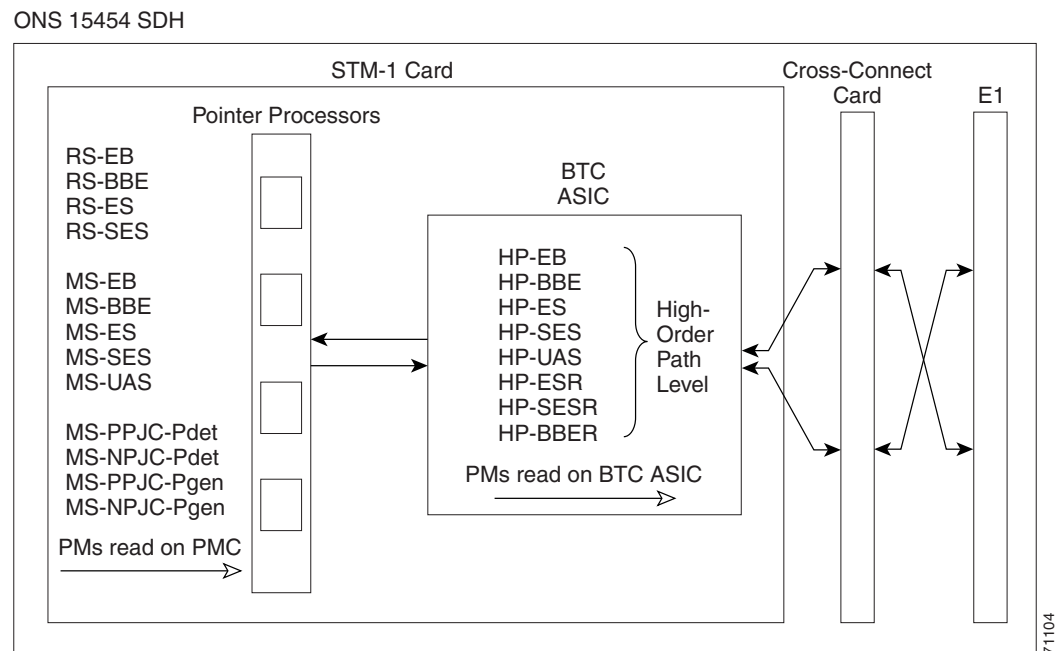 ONS 15454 SDH
STM-1 Card
Cross-Connect
Card
E1
Pointer Processors
RS-EB
RS-BBE
RS-ES
RS-SES
MS-EB
MS-BBE
MS-ES
MS-SES
MS-UAS
MS-PPJC-Pdet
MS-NPJC-Pdet
MS-PPJC-Pgen
MS-NPJC-Pgen
PMs read on PMC
BTC
ASIC
HP-EB
HP-BBE
HP-ES
HP-SES
HP-UAS
HP-ESR
HP-SESR
HP-BBER
High-
Order
Path
Level
PMs read on BTC ASIC
71104